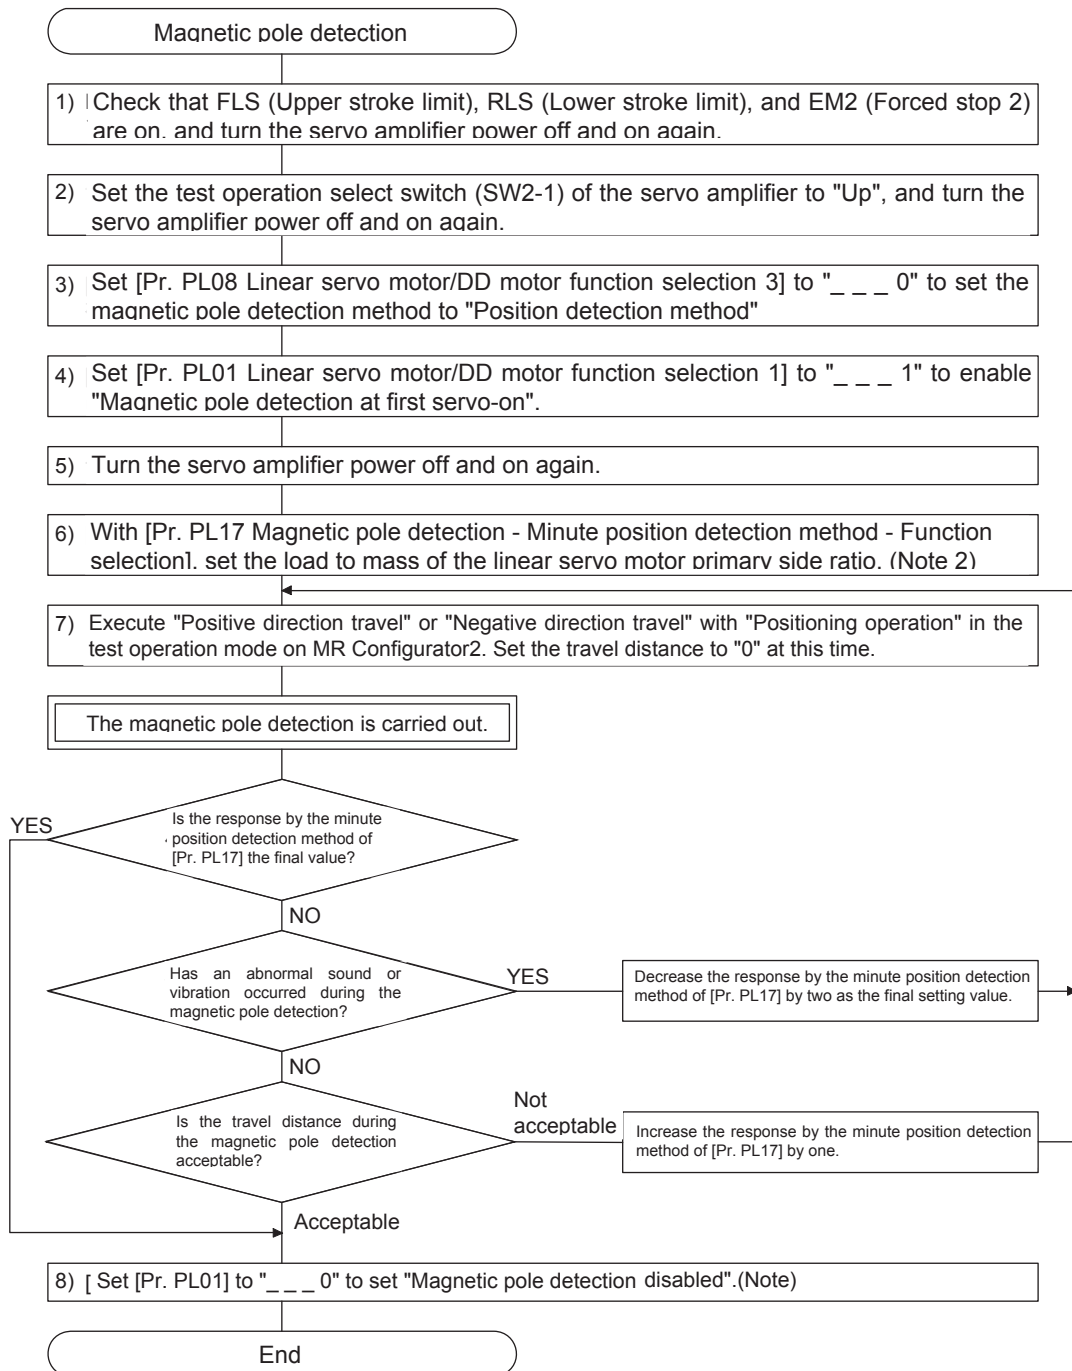 Magnetic pole detection
1) Check that FLS (Upper stroke limit), RLS (Lower stroke limit), and EM2 (Forced stop 2)
are on, and turn the servo amplifier power off and on again.
2) Set the test operation select switch (SW2-1) of the servo amplifier to "Up", and turn the
servo amplifier power off and on again.
3) Set [Pr. PL08 Linear servo motor/DD motor function selection 3] to "_ _ _ 0" to set the
magnetic pole detection method to "Position detection method"
4) Set [Pr. PL01 Linear servo motor/DD motor function selection 1] to "_ _ _ 1" to enable
"Magnetic pole detection at first servo-on".
5) Turn the servo amplifier power off and on again.
6) With [Pr. PL17 Magnetic pole detection - Minute position detection method - Function
selection], set the load to mass of the linear servo motor primary side ratio. (Note 2)
7) Execute "Positive direction travel" or "Negative direction travel" with "Positioning operation" in the
test operation mode on MR Configurator2. Set the travel distance to "0" at this time.
The magnetic pole detection is carried out.
YES
Is the response by the minute
position detection method of
[Pr. PL17] the final value?
NO
Has an abnormal sound or
vibration occurred during the
magnetic pole detection?
YES
Decrease the response by the minute position detection
method of [Pr. PL17] by two as the final setting value.
NO
Is the travel distance during
the magnetic pole detection
acceptable?
Not
acceptable
Increase the response by the minute position detection
method of [Pr. PL17] by one.
Acceptable
8) [ Set [Pr. PL01] to "_ _ _ 0" to set "Magnetic pole detection disabled".(Note)
End